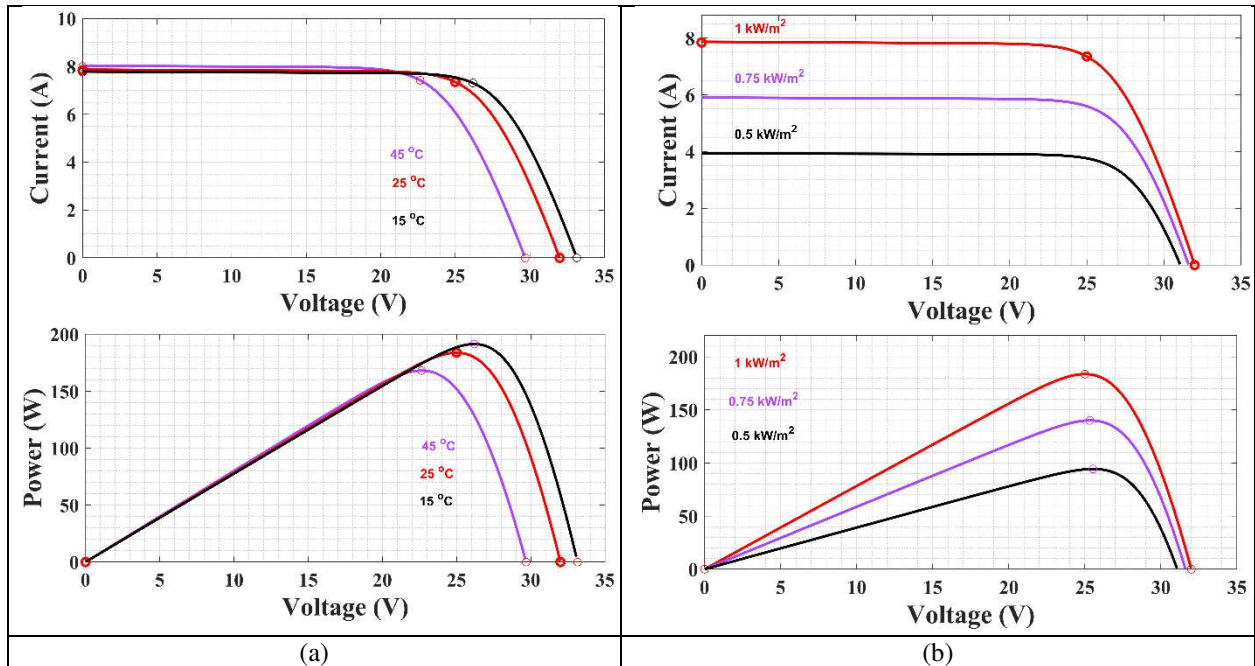 10
8
6
4
2
0
Current (A)
45 °C
25 °C
15 °C
0 5 10 15 20 25 30 35
Voltage (V)
200
150
100
50
0
Power (W)
45 °C
25 °C
15 °C
0 5 10 15 20 25 30 35
Voltage (V)
(a)
8
6
4
2
0
Current (A)
1 kW/m²
0.75 kW/m²
0.5 kW/m²
0 5 10 15 20 25 30 35
Voltage (V)
200
150
100
50
0
Power (W)
1 kW/m²
0.75 kW/m²
0.5 kW/m²
0 5 10 15 20 25 30 35
Voltage (V)
(b)